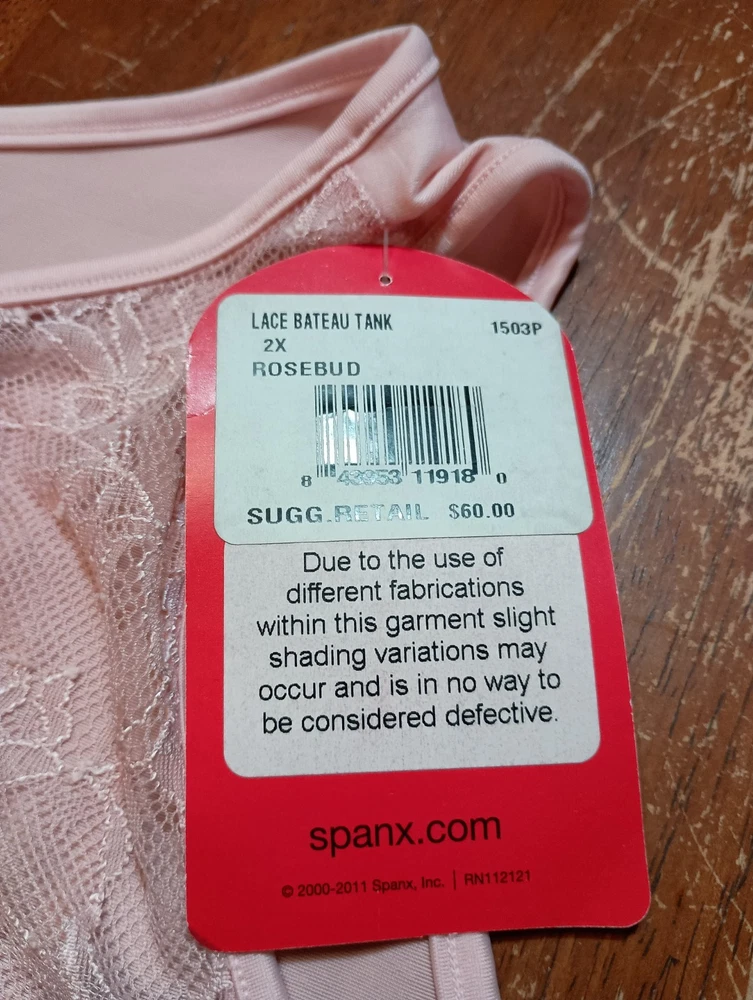 LACE BATEAU TANK 1503P
2X
ROSEBUD
8 43953 11918 0
SUGG.RETAIL $60.00
Due to the use of
different fabrications
within this garment slight
shading variations may
occur and is in no way to
be considered defective.
spanx.com
© 2000-2011 Spanx, Inc. | RN112121